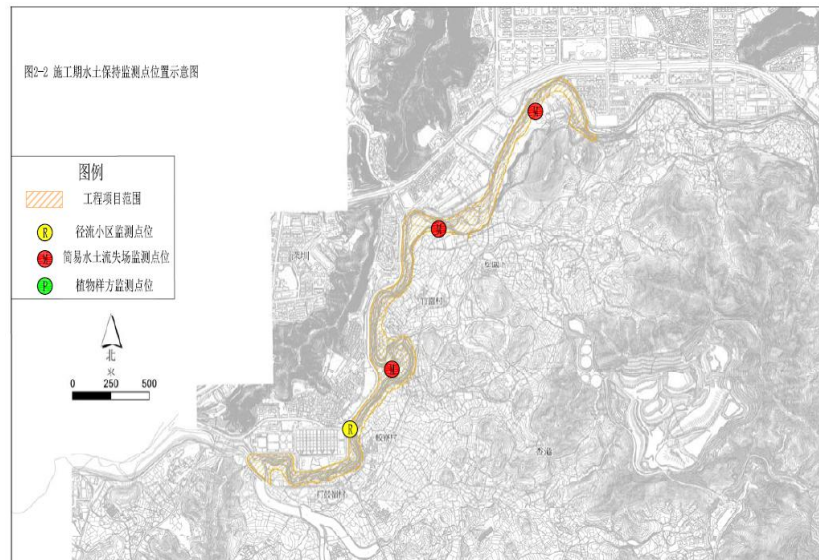 图2-2 施工期水土保持监测点位置示意图
图例
工程项目范围
R
径流小区监测点位
简易水土流失场监测点位
P
植物样方监测点位
北
米
0 250 500
R
香港